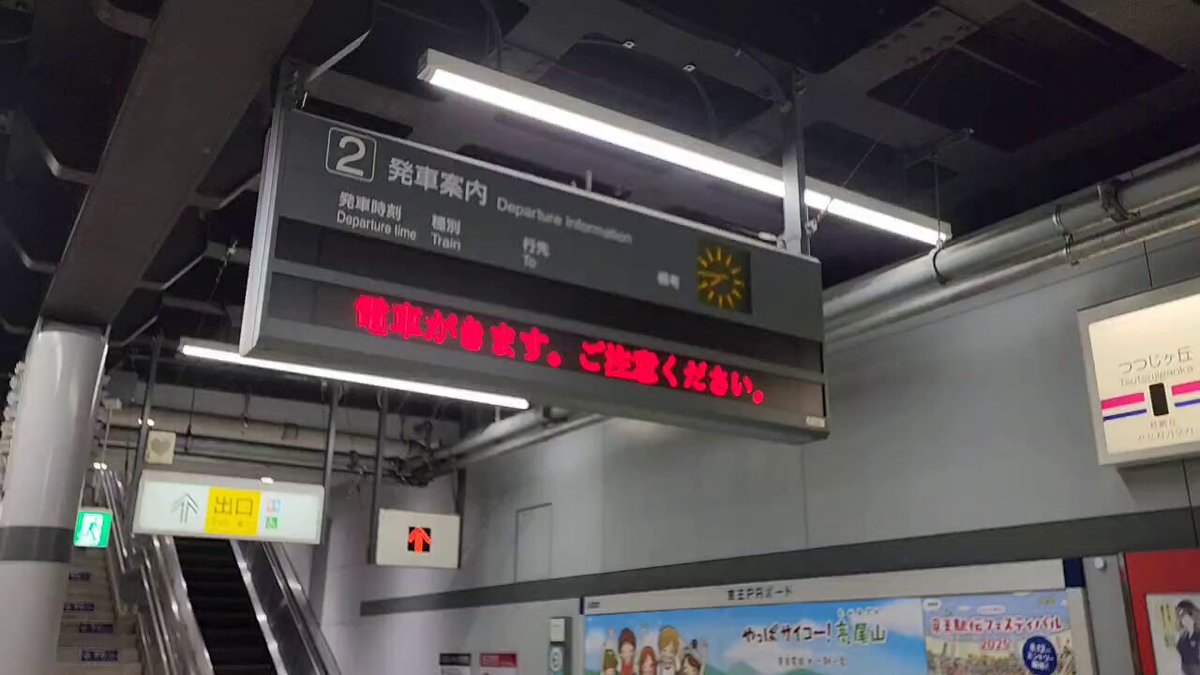 2 発車案内 Departure Information
発車時刻 種別 行先 備考
Departure time Train To
電車がきます。ご注意ください。
つつじヶ丘
Tsutsujigaoka
出口
京王PRボード
やっぱサイコー!高尾山
京王駅伝フェスティバル
2025